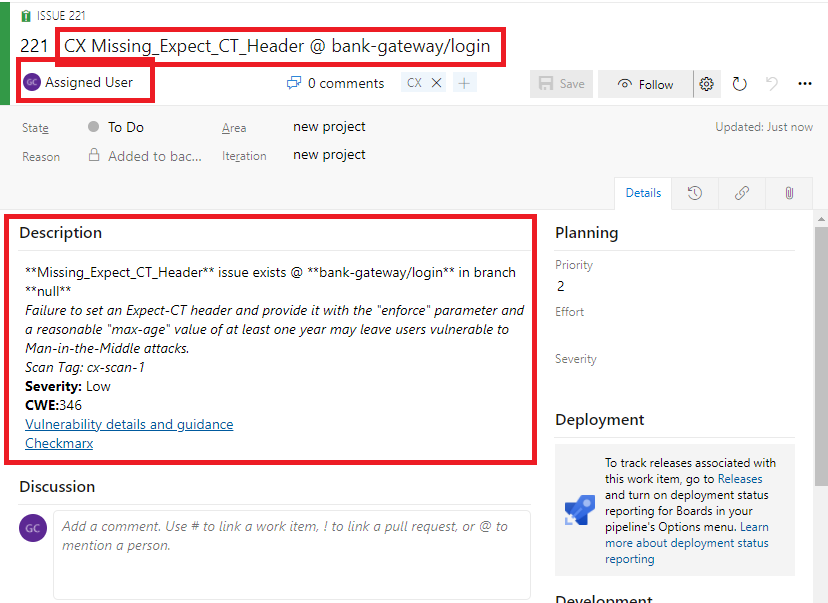 ISSUE 221
221 CX Missing_Expect_CT_Header @ bank-gateway/login
GC Assigned User 0 comments CX + Save Follow
State To Do Area new project Updated: Just now
Reason Added to bac... Iteration new project
Details
Description
**Missing_Expect_CT_Header** issue exists @ **bank-gateway/login** in branch
**null**
Failure to set an Expect-CT header and provide it with the "enforce" parameter and
a reasonable "max-age" value of at least one year may leave users vulnerable to
Man-in-the-Middle attacks.
Scan Tag: cx-scan-1
Severity: Low
CWE:346
Vulnerability details and guidance
Checkmarx
Discussion
GC Add a comment. Use # to link a work item, ! to link a pull request, or @ to
mention a person.
Planning
Priority
2
Effort
Severity
Deployment
To track releases associated with
this work item, go to Releases
and turn on deployment status
reporting for Boards in your
pipeline's Options menu. Learn
more about deployment status
reporting
Development